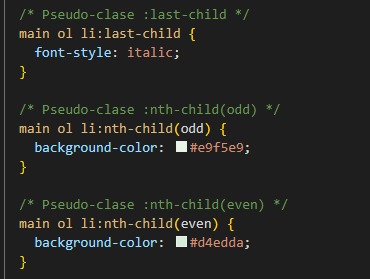 /* Pseudo-clase :last-child */
main ol li:last-child {
  font-style: italic;
}
/* Pseudo-clase :nth-child(odd) */
main ol li:nth-child(odd) {
  background-color: #e9f5e9;
}
/* Pseudo-clase :nth-child(even) */
main ol li:nth-child(even) {
  background-color: #d4edda;
}